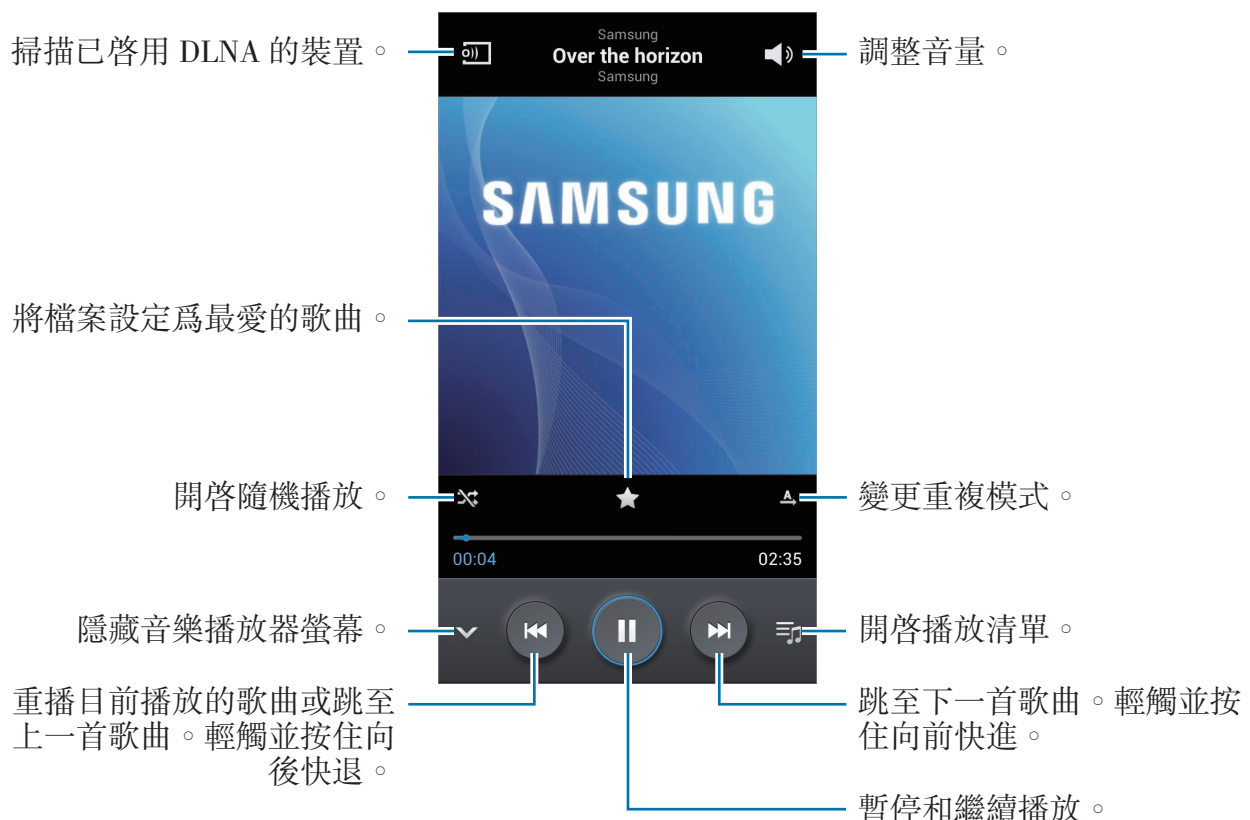 掃描已啓用 DLNA 的裝置。
Samsung
Over the horizon
Samsung
調整音量。
SAMSUNG
將檔案設定爲最愛的歌曲。
開啓隨機播放。
A
變更重複模式。
00:04
02:35
隱藏音樂播放器螢幕。
開啓播放清單。
重播目前播放的歌曲或跳至
上一首歌曲。輕觸並按住向
後快退。
跳至下一首歌曲。輕觸並按
住向前快進。
暫停和繼續播放。